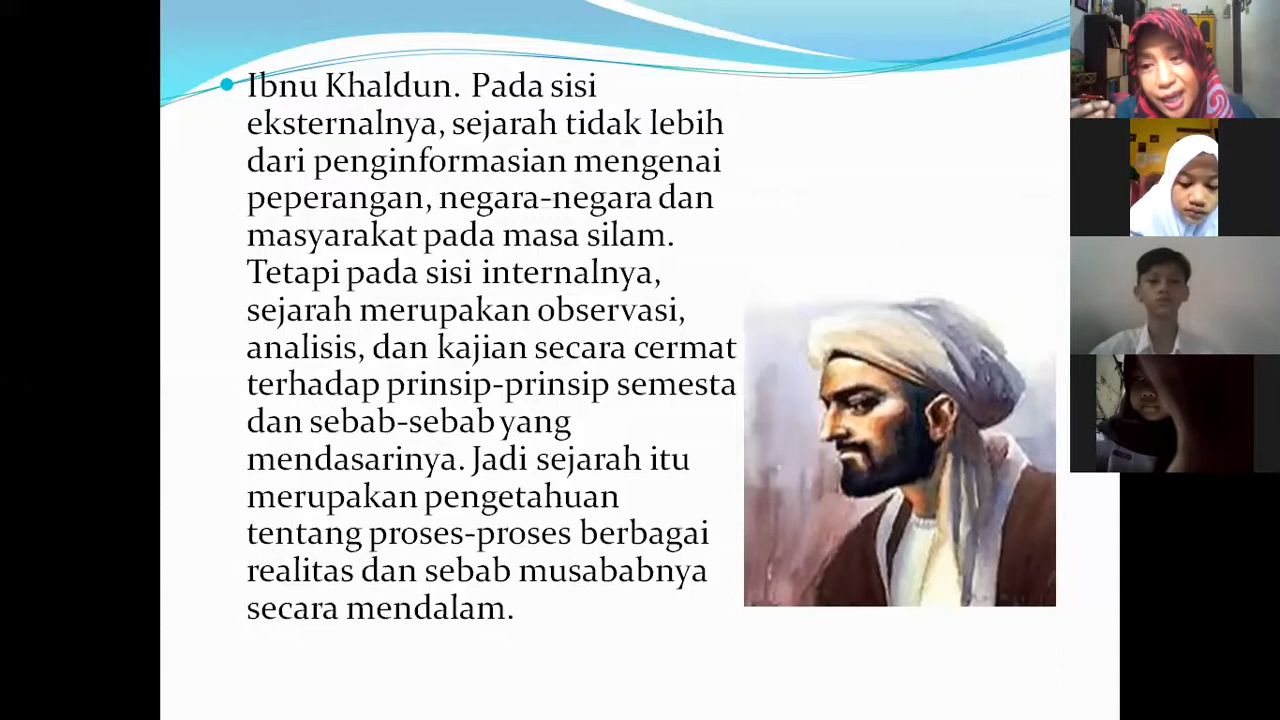 Ibnu Khaldun. Pada sisi
eksternalnya, sejarah tidak lebih
dari penginformasian mengenai
peperangan, negara-negara dan
masyarakat pada masa silam.
Tetapi pada sisi internalnya,
sejarah merupakan observasi,
analisis, dan kajian secara cermat
terhadap prinsip-prinsip semesta
dan sebab-sebab yang
mendasarinya. Jadi sejarah itu
merupakan pengetahuan
tentang proses-proses berbagai
realitas dan sebab musababnya
secara mendalam.